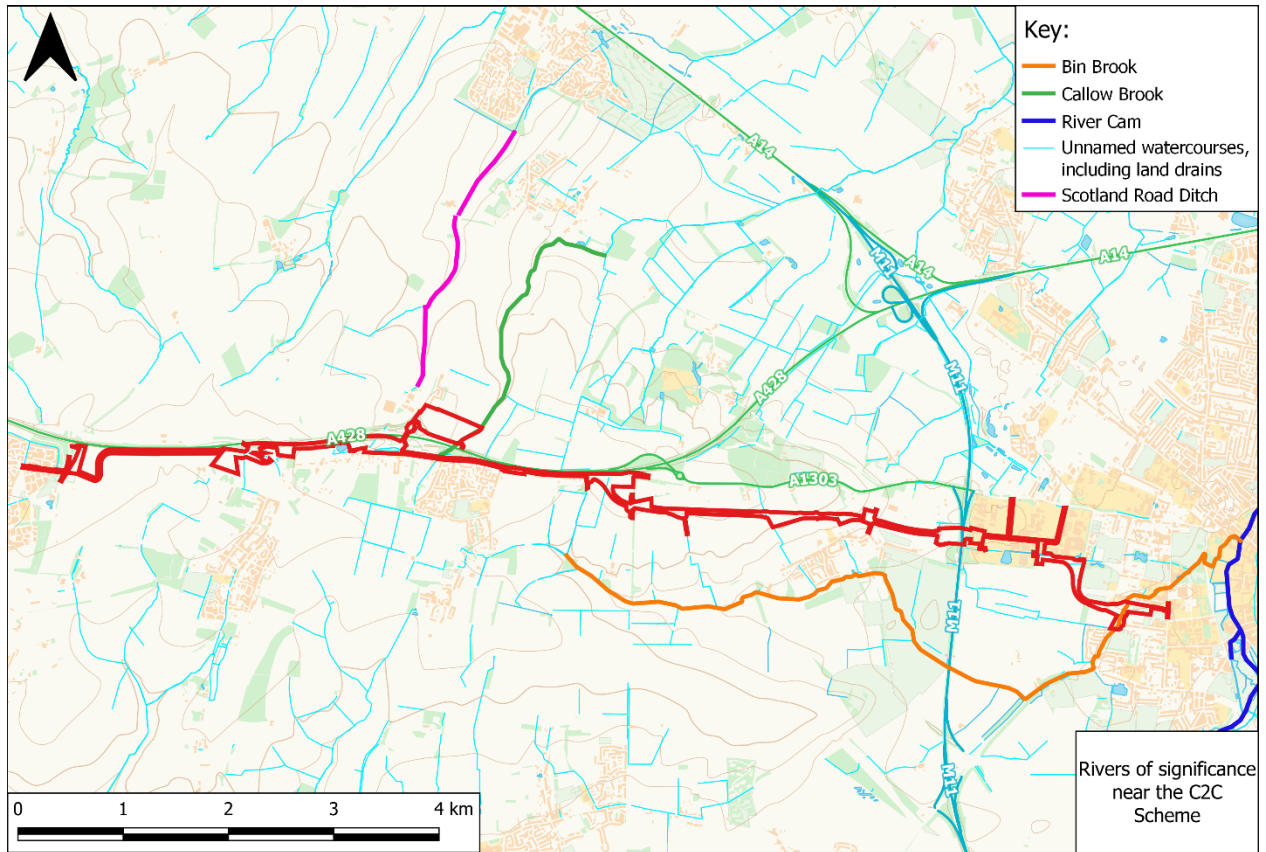 Key:
Bin Brook
Callow Brook
River Cam
Unnamed watercourses,
including land drains
Scotland Road Ditch
A14
A14
A14
M11
A428
M11
A428
A1303
M11
M11
Rivers of significance
near the C2C
Scheme
0 1 2 3 4 km